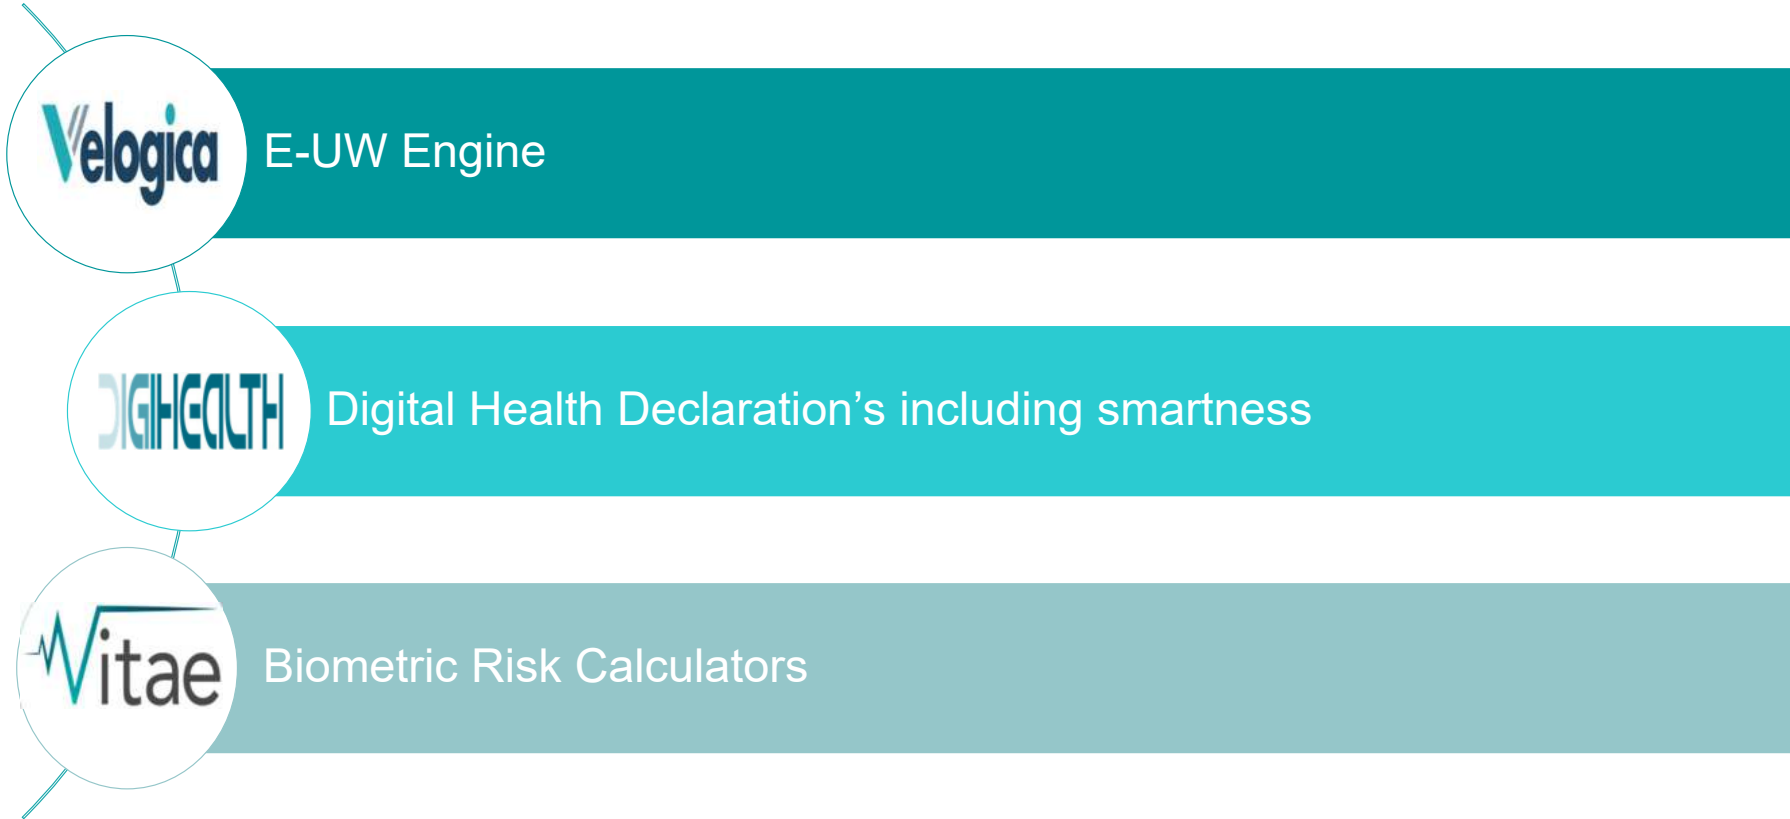 Velogica
E-UW Engine
DIGIHEALTH
Digital Health Declaration’s including smartness
Vitae
Biometric Risk Calculators